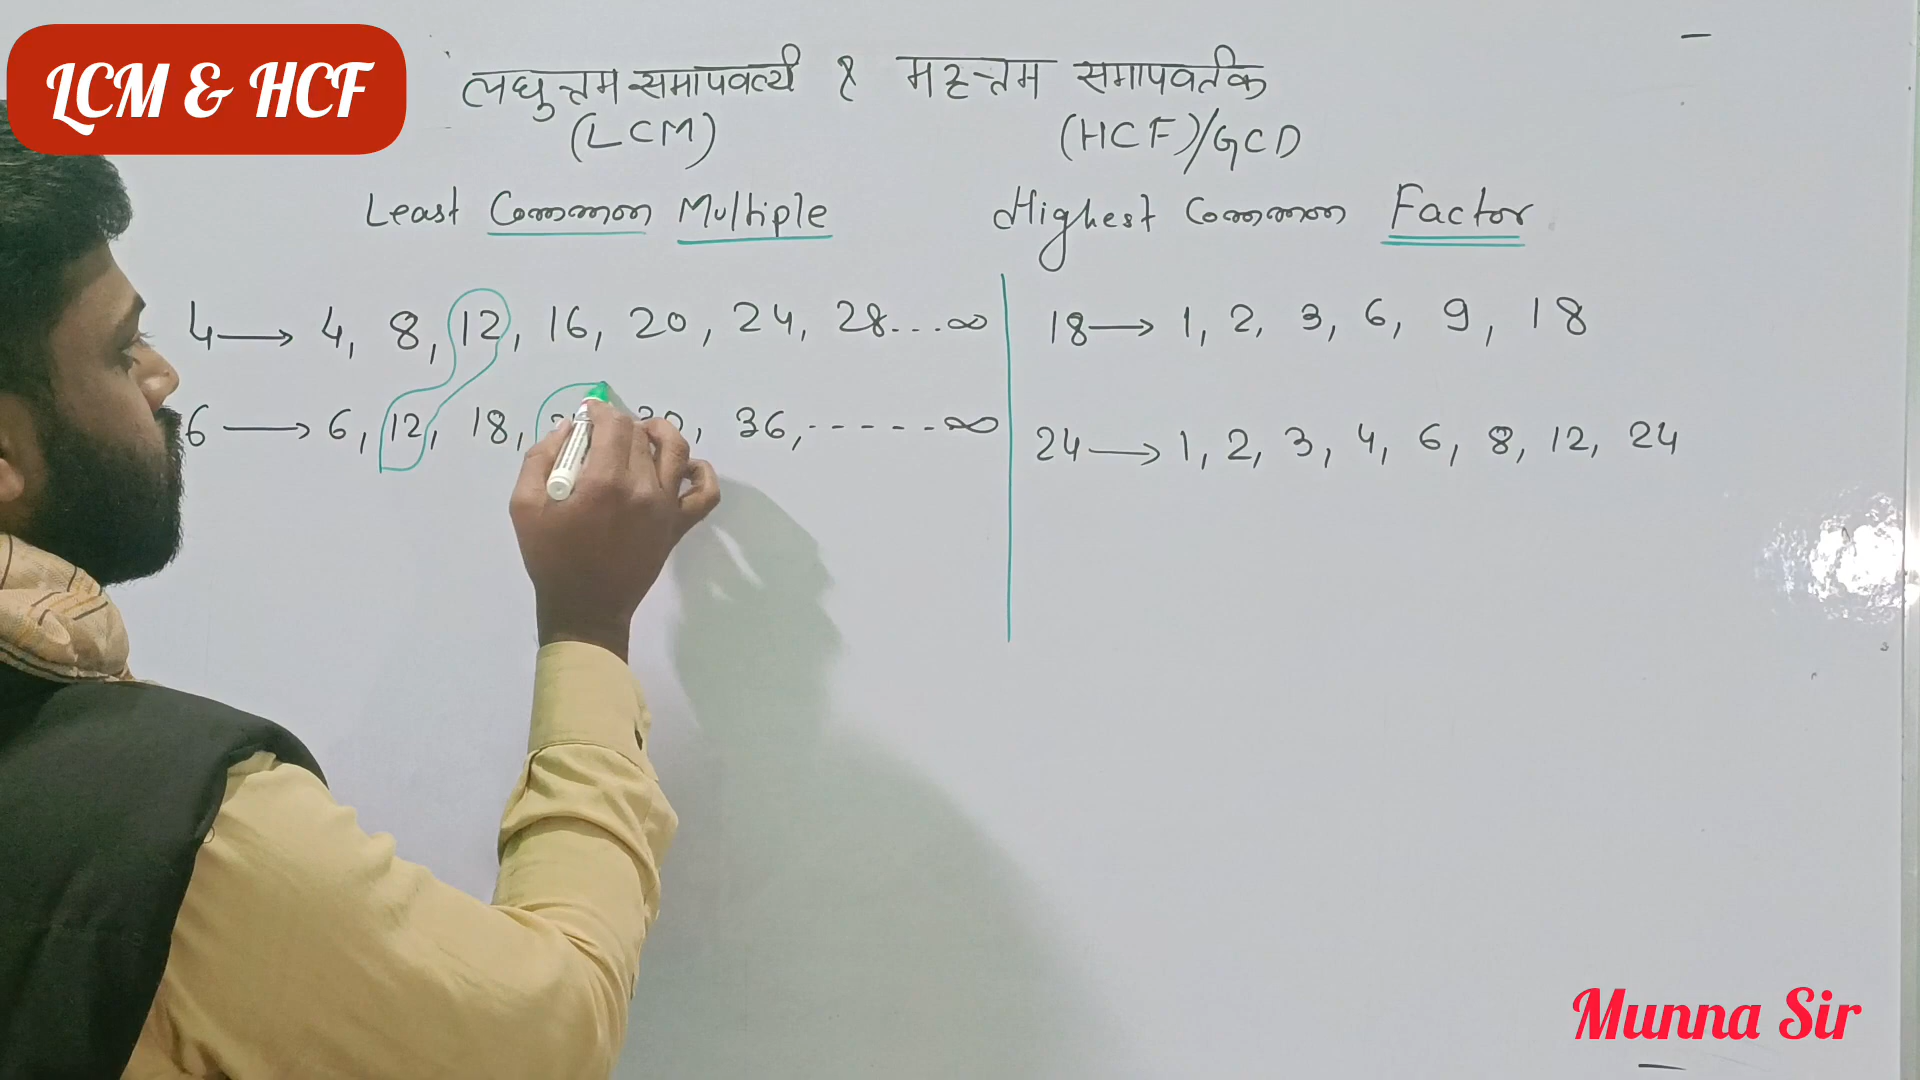 LCM & HCF
लघुत्तम समापवर्त्य & महत्तम समापवर्तक
(LCM) (HCF)/GCD
Least Common Multiple Highest Common Factor
4 → 4, 8, 12, 16, 20, 24, 28...∞
18 → 1, 2, 3, 6, 9, 18
6 → 6, 12, 18, 36, ------∞
24 → 1, 2, 3, 4, 6, 8, 12, 24
Munna Sir